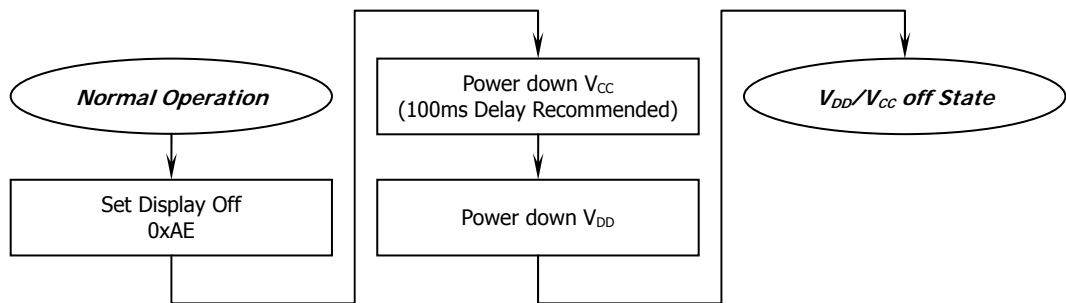 Normal Operation
Set Display Off
0xAE
Power down VCC
(100ms Delay Recommended)
Power down VDD
VDD/VCC off State